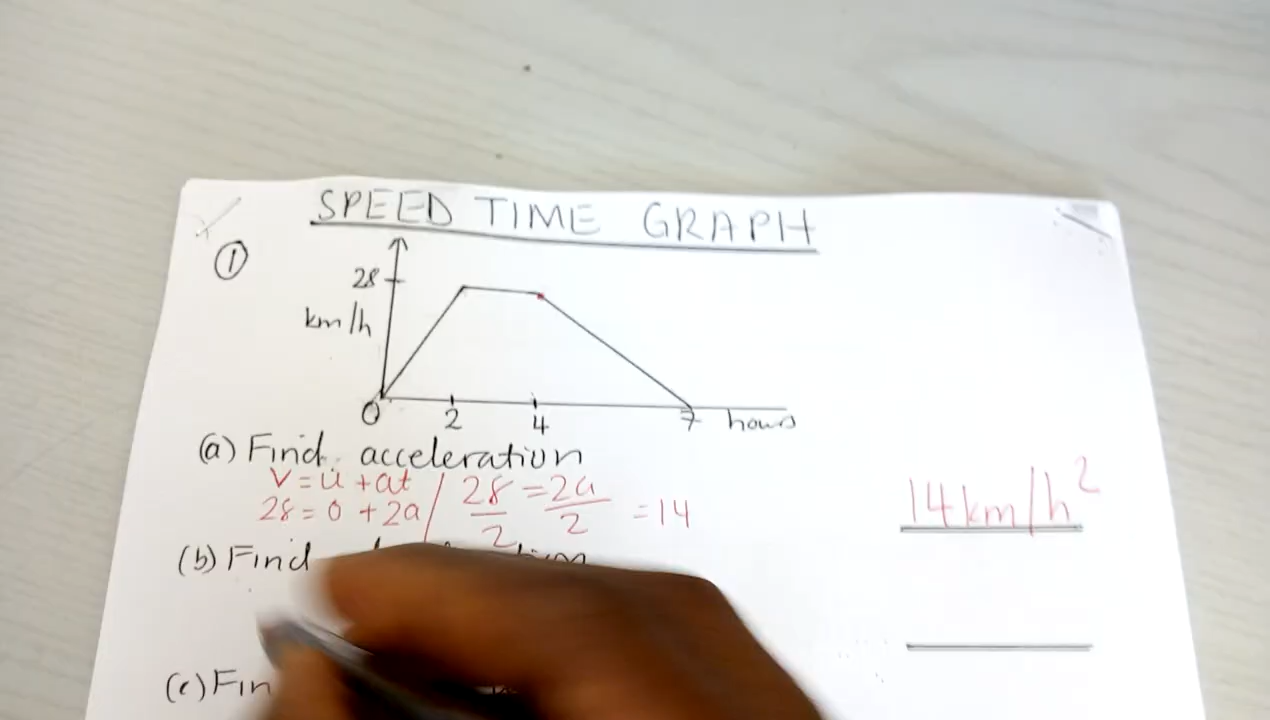 SPEED TIME GRAPH
①
28
km/h
0 2 4 7 hours
(a) Find acceleration
V = u + at / 28 = 2a
28 = 0 + 2a 2 2 = 14
14 km/h²
(b) Find
(c)